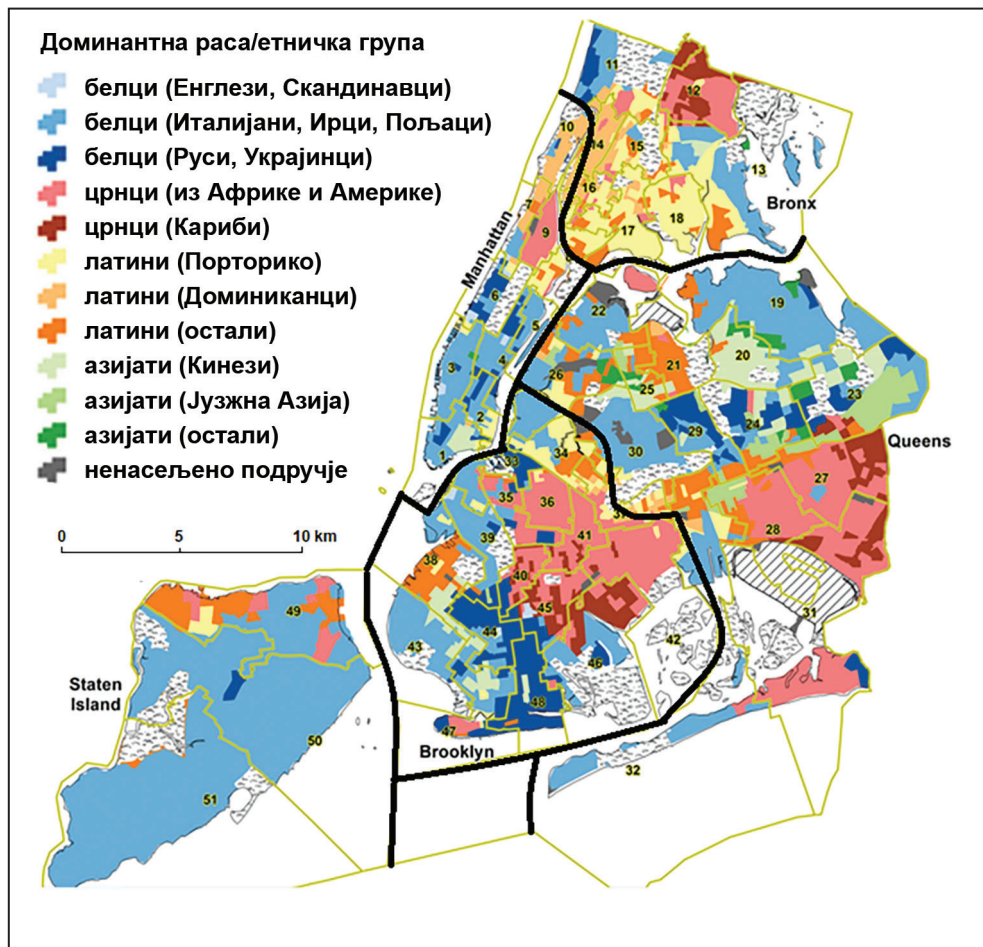 Доминантна раса/етничка група
белци (Енглези, Скандинавци)
белци (Италијани, Ирци, Пољаци)
белци (Руси, Украјинци)
црнци (из Африке и Америке)
црнци (Кариби)
латини (Порторико)
латини (Доминиканци)
латини (остали)
азијати (Кинези)
азијати (Јузжна Азија)
азијати (остали)
ненасељено подручје
0 5 10 km
11
12
10
14
15
13
Bronx
16
18
7
9
17
Manhattan
6
22
19
5
3
4
20
26
21
25
23
2
24
29
Queens
1
34
30
33
27
35
36
37
28
39
41
38
40
31
45
49
44
42
43
46
Staten
Island
48
47
50
Brooklyn
32
51